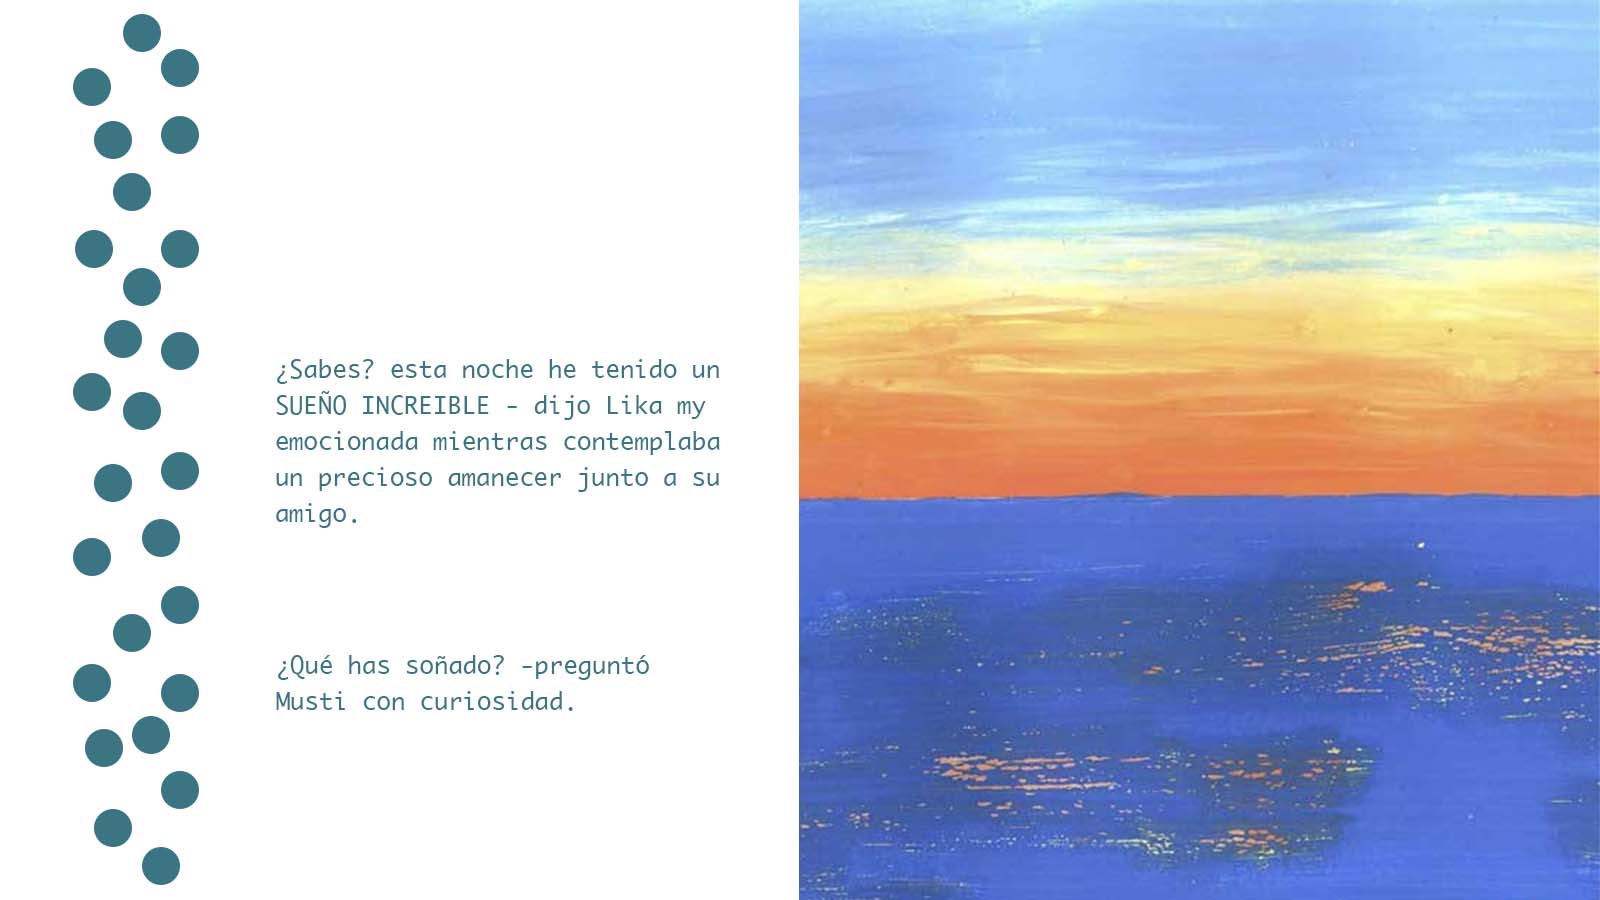 ¿Sabes? esta noche he tenido un
SUEÑO INCREIBLE - dijo Lika my
emocionada mientras contemplaba
un precioso amanecer junto a su
amigo.
¿Qué has soñado? -preguntó
Musti con curiosidad.